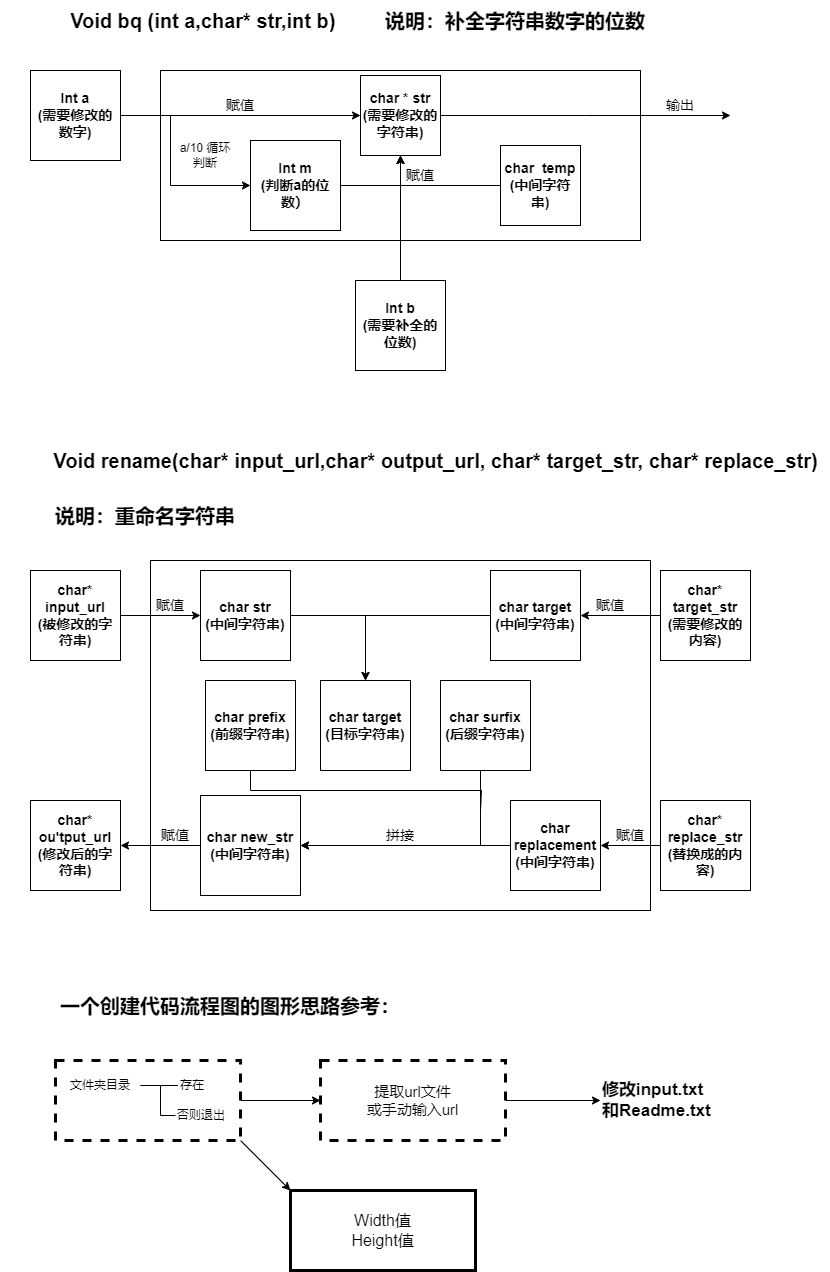 Void bq (int a,char* str,int b) 说明：补全字符串数字的位数
Int a
(需要修改的
数字)
赋值
char * str
(需要修改的
字符串)
输出
a/10 循环
判断
Int m
(判断a的位
数）
赋值
char temp
(中间字符
串)
Int b
(需要补全的
位数)
Void rename(char* input_url,char* output_url, char* target_str, char* replace_str)
说明：重命名字符串
char*
input_url
(被修改的字
符串)
赋值
char str
(中间字符串)
char target
(中间字符串)
赋值
char*
target_str
(需要修改的
内容)
char prefix
(前缀字符串)
char target
(目标字符串)
char surfix
(后缀字符串)
char*
ou'tput_url
(修改后的字
符串)
赋值
char new_str
(中间字符串)
拼接
char
replacement
(中间字符串)
赋值
char*
replace_str
(替换成的内
容)
一个创建代码流程图的图形思路参考：
文件夹目录
存在
否则退出
提取url文件
或手动输入url
修改input.txt
和Readme.txt
Width值
Height值